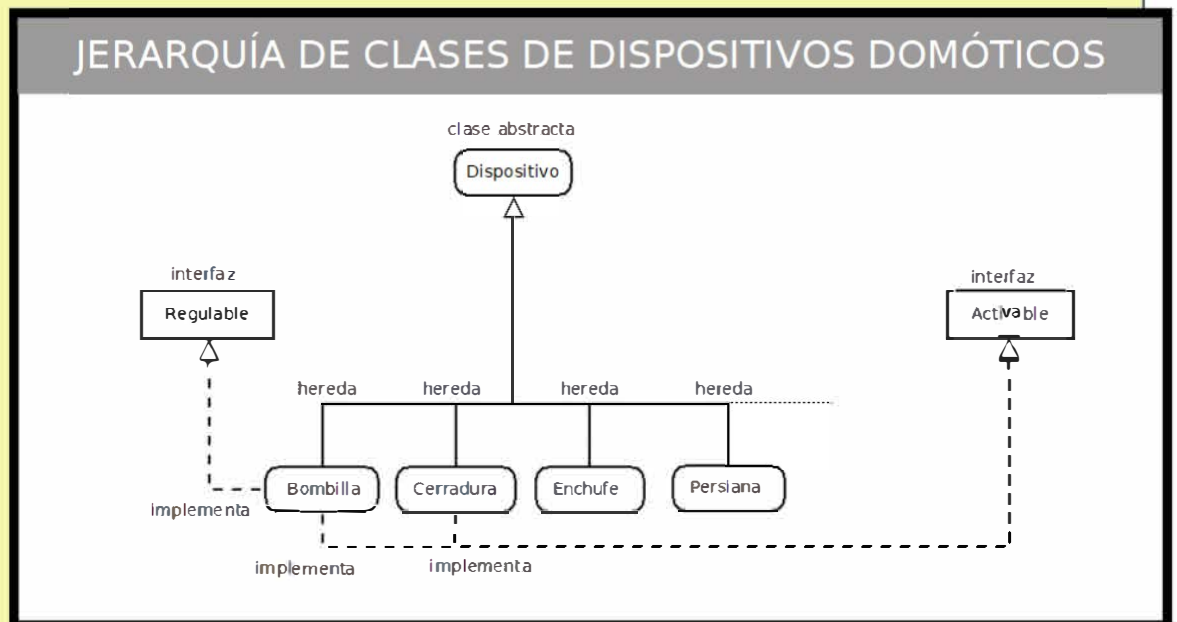 JERARQUÍA DE CLASES DE DISPOSITIVOS DOMÓTICOS
clase abstracta
Dispositivo
interfaz
Regulable
interfaz
Activable
hereda
hereda
hereda
hereda
Bombilla
Cerradura
Enchufe
Persiana
implementa
implementa
implementa